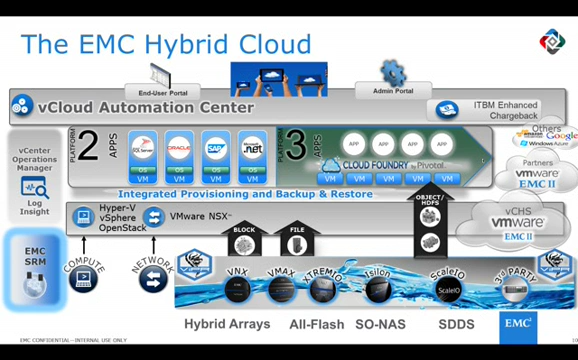 The EMC Hybrid Cloud
End-User Portal
Admin Portal
vCloud Automation Center
ITBM Enhanced
Chargeback
vCenter
Operations
Manager
Log
Insight
PLATFORM
2
APPS
SQL Server
ORACLE
SAP
Microsoft
.net
OS OS OS OS
VM VM VM VM
PLATFORM
3
APPS
APP APP APP APP
CLOUD FOUNDRY by Pivotal
VM VM VM VM VM
Others
amazon
Google
Windows Azure
Partners
vmware
EMC
vCHS
vmware
EMC
Integrated Provisioning and Backup & Restore
Hyper-V
vSphere
OpenStack
VMware NSX™
OBJECT/
HDFS
BLOCK
FILE
EMC
SRM
COMPUTE
NETWORK
VNX
VMAX
XTREMIO
Isilon
ScaleIO
ScaleIO
3rd PARTY
Hybrid Arrays
All-Flash
SO-NAS
SDDS
EMC²
EMC CONFIDENTIAL—INTERNAL USE ONLY